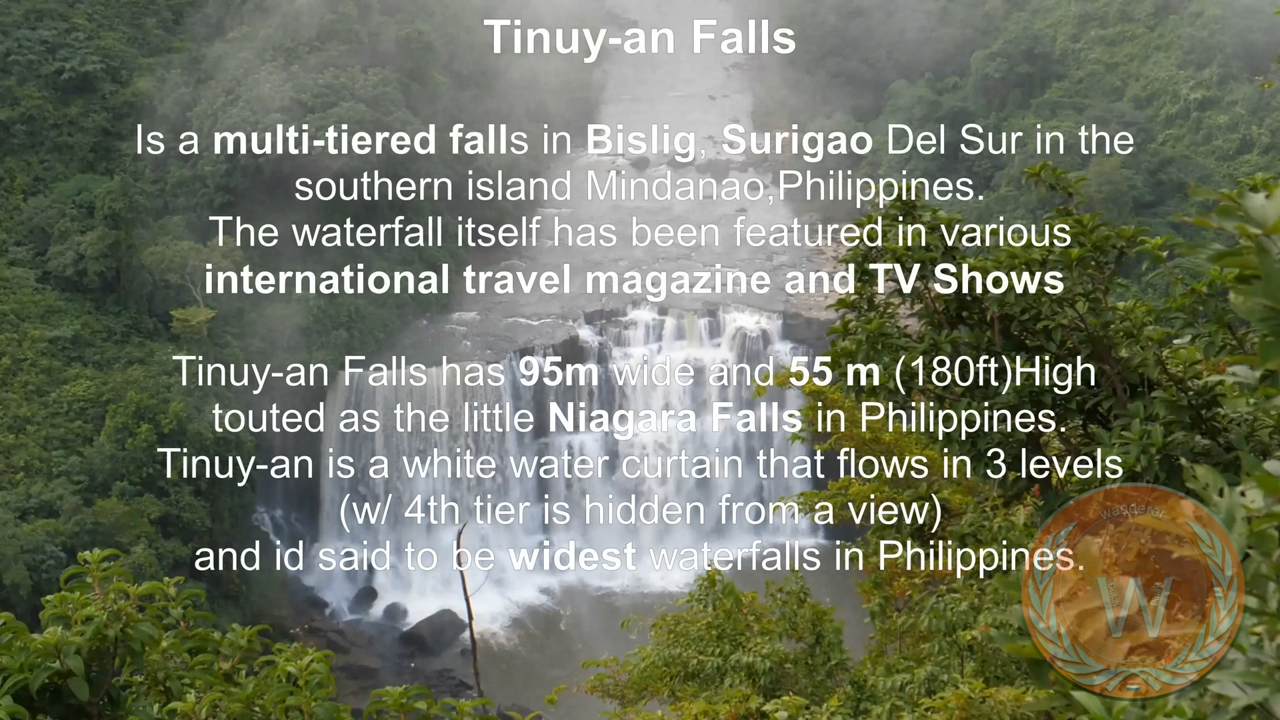 Tinuy-an Falls
Is a multi-tiered falls in Bislig, Surigao Del Sur in the
southern island Mindanao,Philippines.
The waterfall itself has been featured in various
international travel magazine and TV Shows
Tinuy-an Falls has 95m wide and 55 m (180ft)High
touted as the little Niagara Falls in Philippines.
Tinuy-an is a white water curtain that flows in 3 levels
(w/ 4th tier is hidden from a view)
and id said to be widest waterfalls in Philippines.
wanderer
W